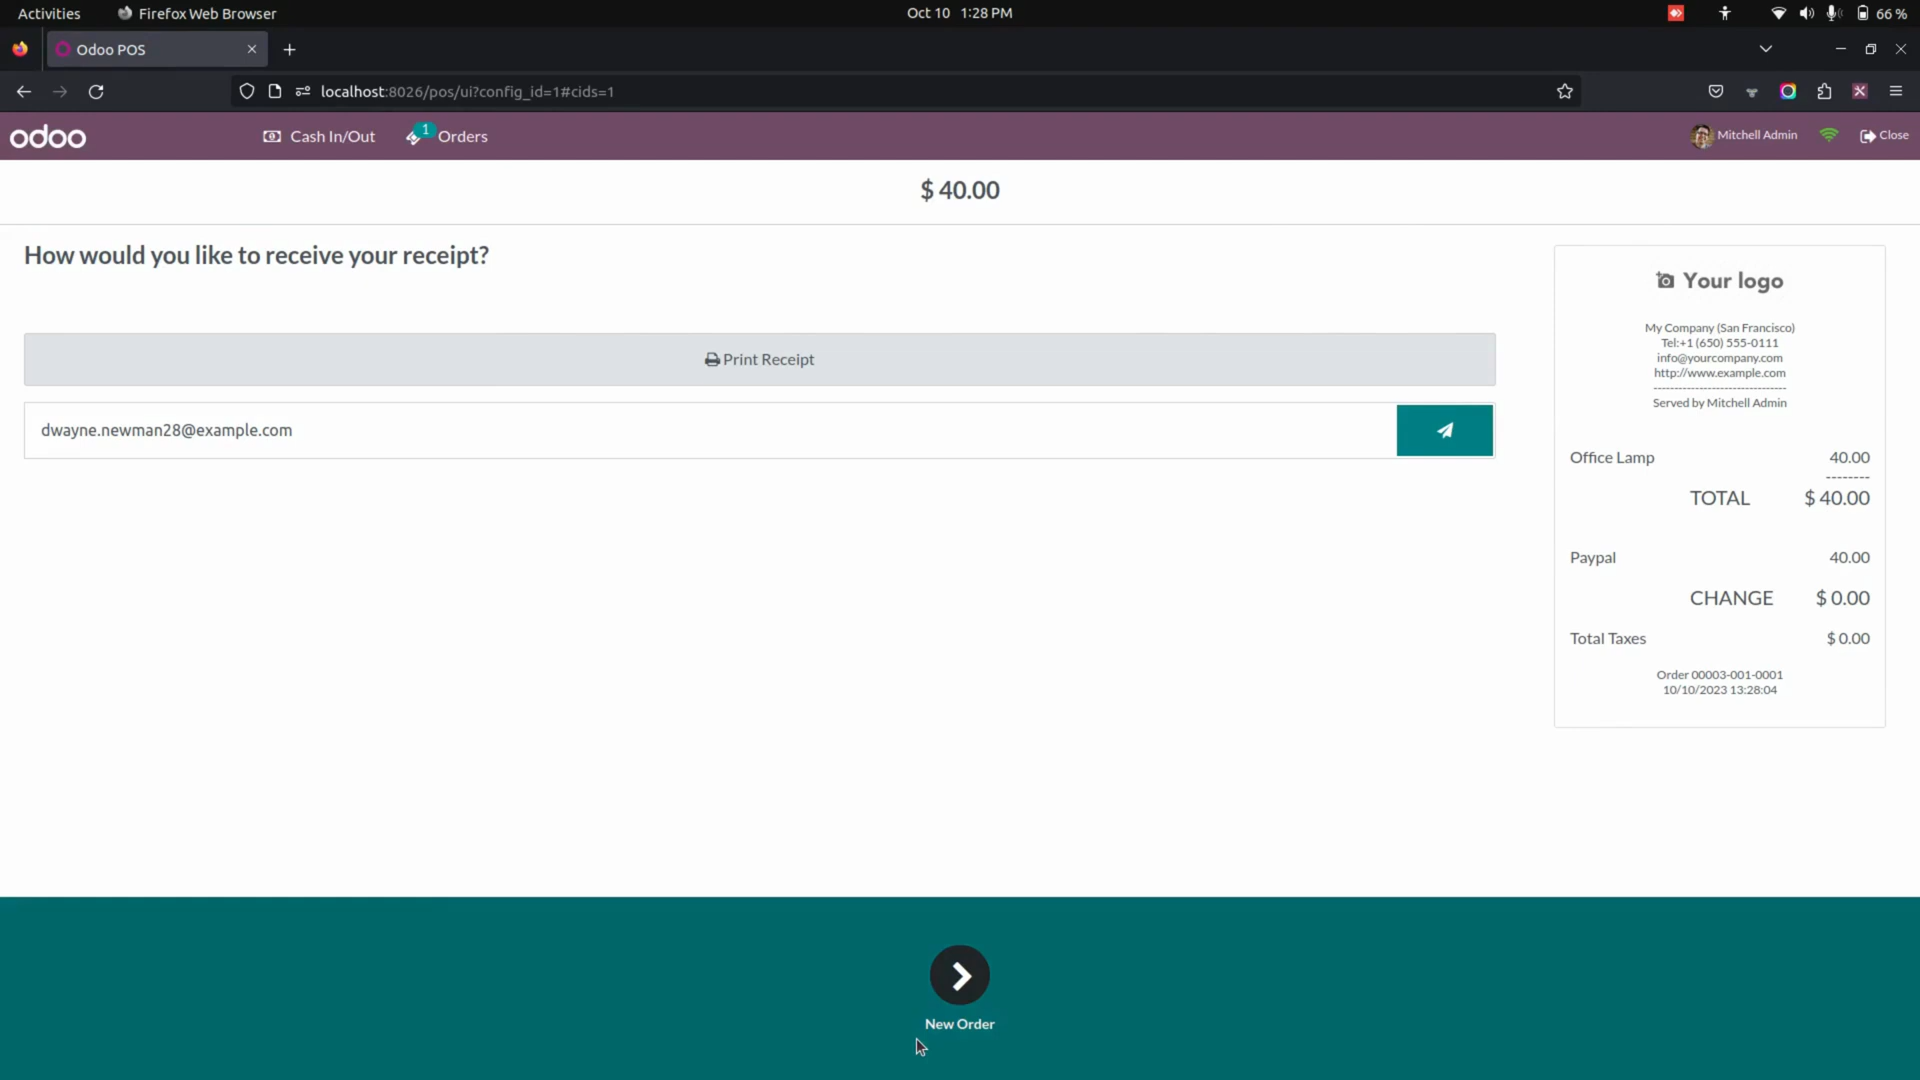 Activities Firefox Web Browser Oct 10 1:28 PM 66 %
Odoo POS
localhost:8026/pos/ui?config_id=1#cids=1
odoo Cash In/Out 1 Orders Mitchell Admin Close
$ 40.00
How would you like to receive your receipt?
Print Receipt
dwayne.newman28@example.com
Your logo
My Company (San Francisco)
Tel:+1 (650) 555-0111
info@yourcompany.com
http://www.example.com
--------------------------------
Served by Mitchell Admin
Office Lamp 40.00
--------
TOTAL $ 40.00
Paypal 40.00
CHANGE $ 0.00
Total Taxes $ 0.00
Order 00003-001-0001
10/10/2023 13:28:04
New Order